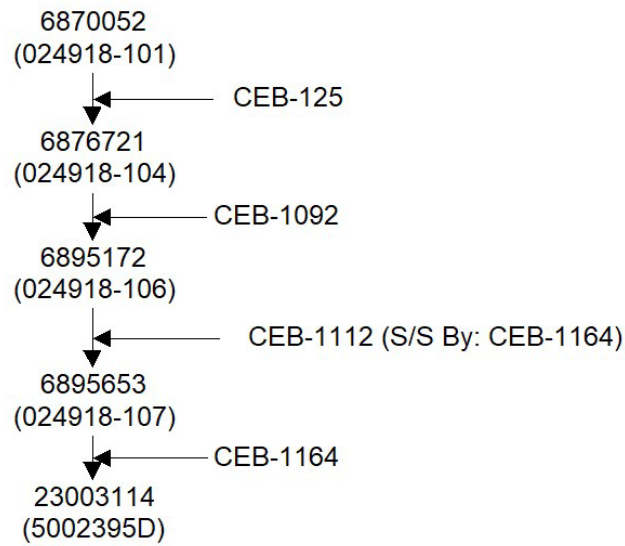 6870052
(024918-101)
CEB-125
6876721
(024918-104)
CEB-1092
6895172
(024918-106)
CEB-1112 (S/S By: CEB-1164)
6895653
(024918-107)
CEB-1164
23003114
(5002395D)